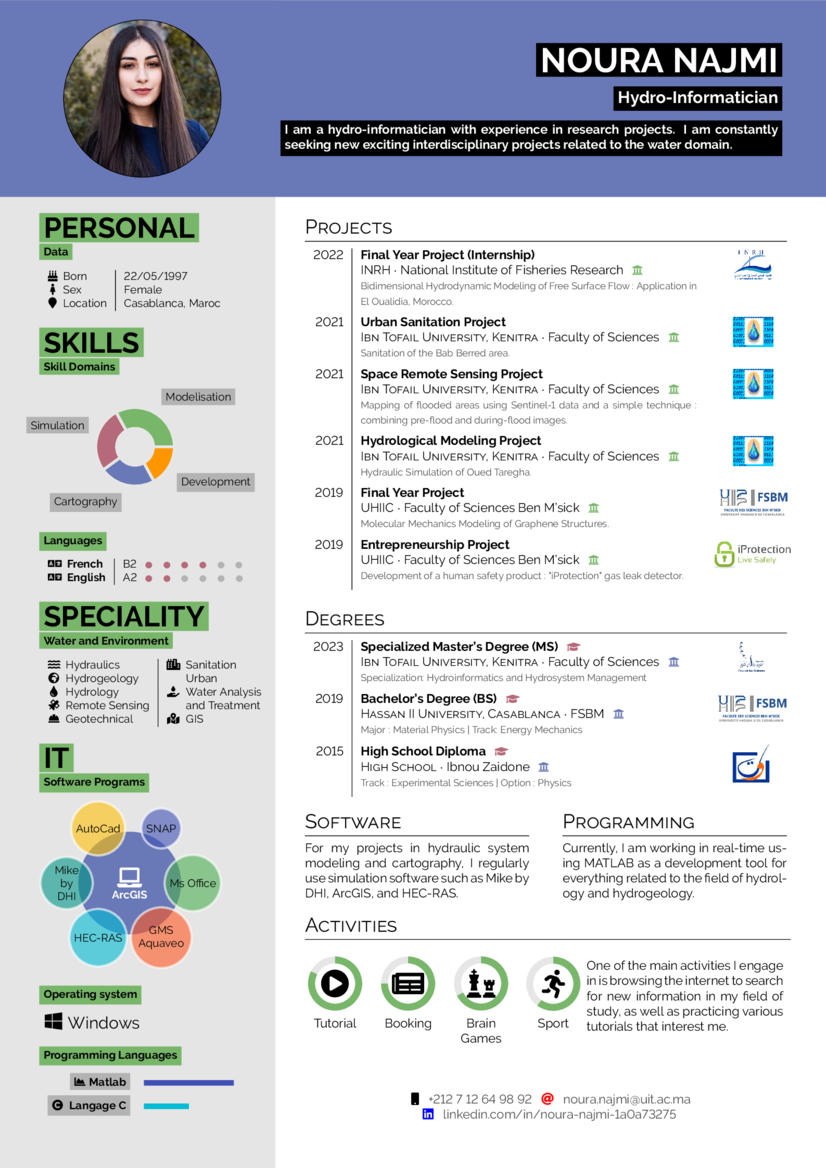 NOURA NAJMI
Hydro-Informatician
I am a hydro-informatician with experience in research projects. I am constantly
seeking new exciting interdisciplinary projects related to the water domain.
PERSONAL
Data
Born 22/05/1997
Sex Female
Location Casablanca, Maroc
SKILLS
Skill Domains
Modelisation
Simulation
Development
Cartography
Languages
French B2
English A2
SPECIALITY
Water and Environment
Hydraulics
Hydrogeology
Hydrology
Remote Sensing
Geotechnical
Sanitation
Urban
Water Analysis
and Treatment
GIS
IT
Software Programs
AutoCad
SNAP
Mike
by
DHI
ArcGIS
Ms Office
HEC-RAS
GMS
Aquaveo
Operating system
Windows
Programming Languages
Matlab
Langage C
PROJECTS
2022 Final Year Project (Internship)
INRH · National Institute of Fisheries Research
Bidimensional Hydrodynamic Modeling of Free Surface Flow : Application in
El Oualidia, Morocco.
INRH
2021 Urban Sanitation Project
IBN TOFAIL UNIVERSITY, KENITRA · Faculty of Sciences
Sanitation of the Bab Berred area.
2021 Space Remote Sensing Project
IBN TOFAIL UNIVERSITY, KENITRA · Faculty of Sciences
Mapping of flooded areas using Sentinel-1 data and a simple technique :
combining pre-flood and during-flood images.
2021 Hydrological Modeling Project
IBN TOFAIL UNIVERSITY, KENITRA · Faculty of Sciences
Hydraulic Simulation of Oued Taregha.
2019 Final Year Project
UHIIC · Faculty of Sciences Ben M'sick
Molecular Mechanics Modeling of Graphene Structures.
FSBM
FACULTÉ DES SCIENCES BEN M'SICK
2019 Entrepreneurship Project
UHIIC · Faculty of Sciences Ben M'sick
Development of a human safety product : "iProtection" gas leak detector.
iProtection
Live Safely
DEGREES
2023 Specialized Master's Degree (MS)
IBN TOFAIL UNIVERSITY, KENITRA · Faculty of Sciences
Specialization: Hydroinformatics and Hydrosystem Management
2019 Bachelor's Degree (BS)
HASSAN II UNIVERSITY, CASABLANCA · FSBM
Major : Material Physics | Track: Energy Mechanics
FSBM
FACULTÉ DES SCIENCES BEN M'SICK
2015 High School Diploma
HIGH SCHOOL · Ibnou Zaidone
Track : Experimental Sciences | Option : Physics
SOFTWARE
For my projects in hydraulic system
modeling and cartography, I regularly
use simulation software such as Mike by
DHI, ArcGIS, and HEC-RAS.
PROGRAMMING
Currently, I am working in real-time us-
ing MATLAB as a development tool for
everything related to the field of hydrol-
ogy and hydrogeology.
ACTIVITIES
Tutorial
Booking
Brain
Games
Sport
One of the main activities I engage
in is browsing the internet to search
for new information in my field of
study, as well as practicing various
tutorials that interest me.
+212 7 12 64 98 92 noura.najmi@uit.ac.ma
linkedin.com/in/noura-najmi-1a0a73275